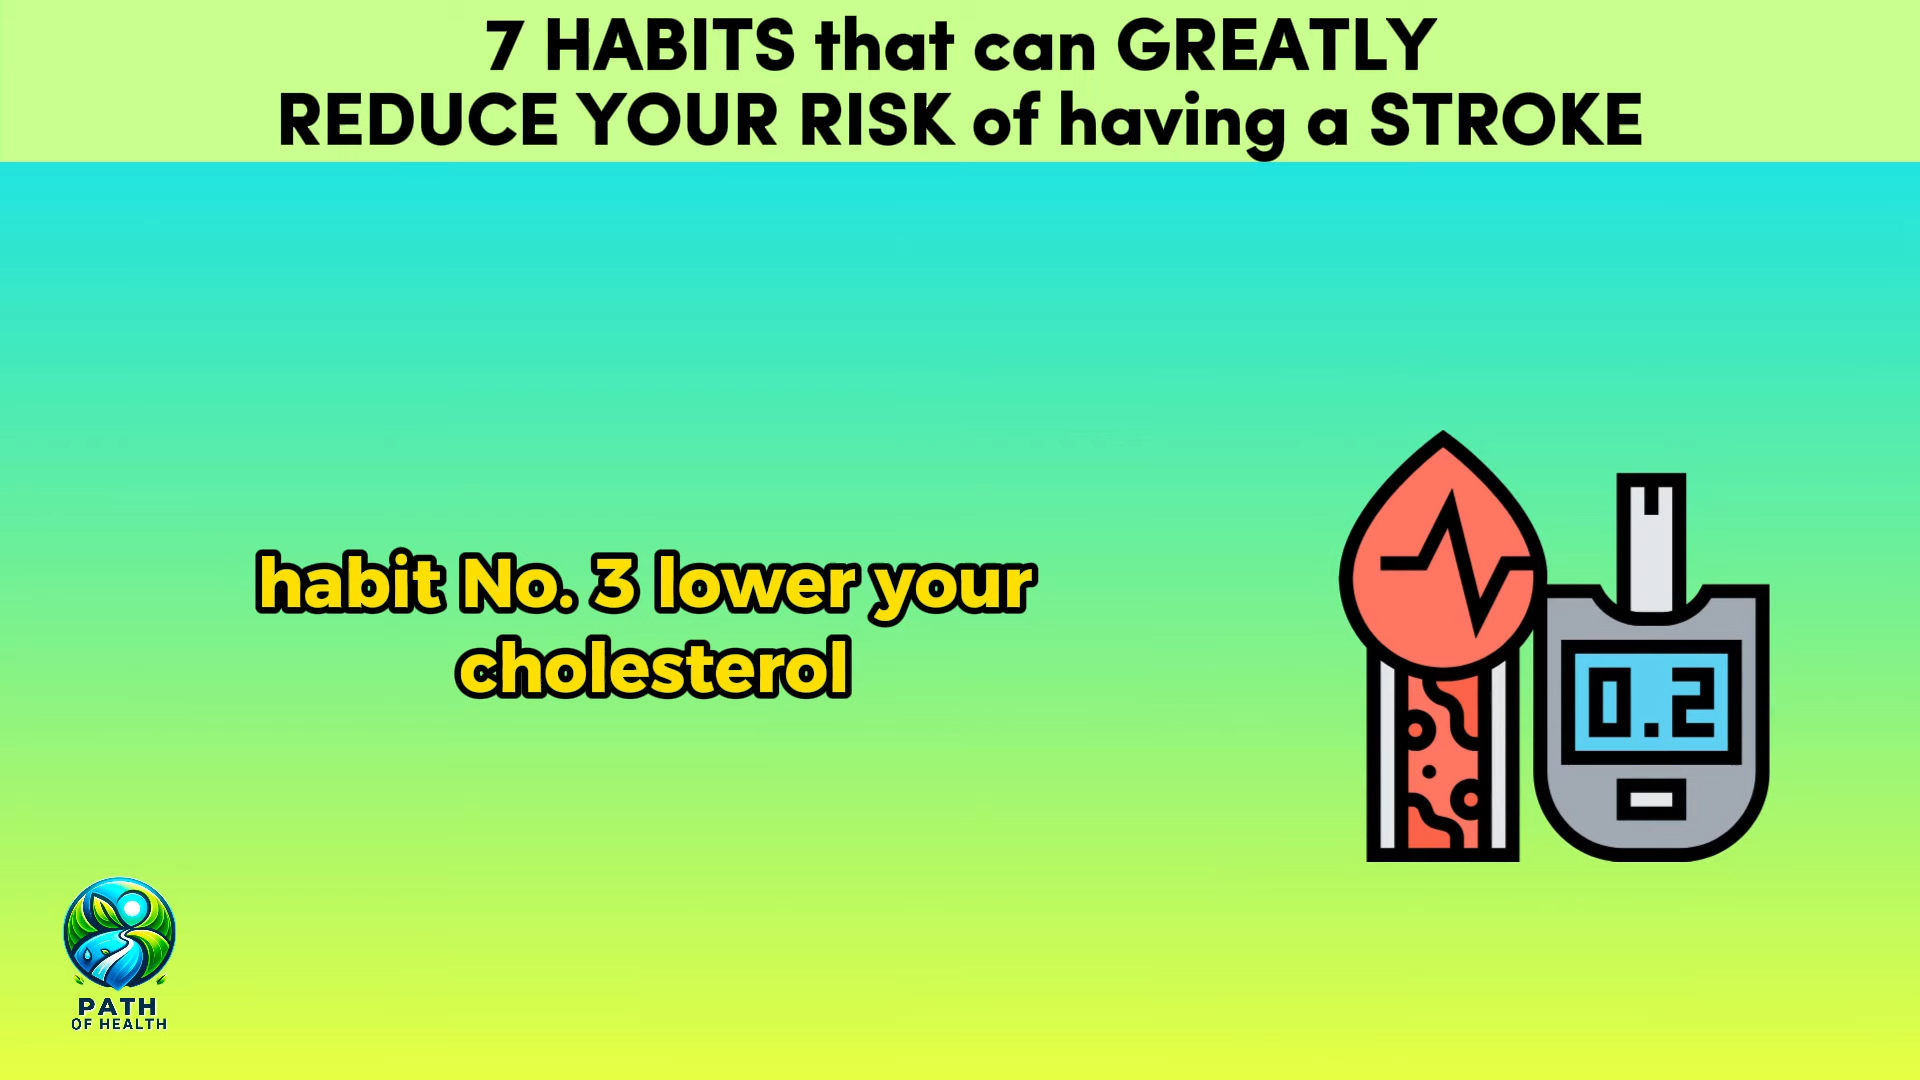 7 HABITS that can GREATLY
REDUCE YOUR RISK of having a STROKE
habit No. 3 lower your
cholesterol
0.2
PATH
OF HEALTH